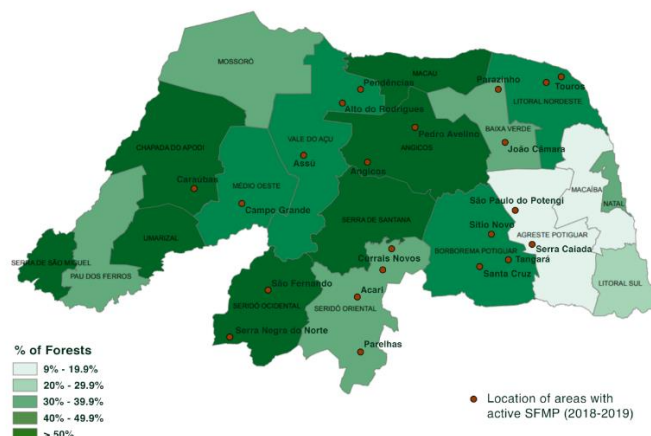 MOSSORÓ
MACAU
Pendências
Parazinho
Touros
Alto do Rodrigues
LITORAL NORDESTE
CHAPADA DO APODI
VALE DO AÇU
Pedro Avelino
BAIXA VERDE
João Câmara
Assú
ANGICOS
Angicos
MACAÍBA
Caraúbas
MÉDIO OESTE
NATAL
Campo Grande
São Paulo do Potengi
UMARIZAL
SERRA DE SANTANA
Sítio Novo
AGRESTE POTIGUAR
Serra Caiada
SERRA DE SÃO MIGUEL
PAU DOS FERROS
Currais Novos
BORBOREMA POTIGUAR
Tangará
Santa Cruz
LITORAL SUL
São Fernando
SERIDÓ OCIDENTAL
Acari
SERIDÓ ORIENTAL
Serra Negra do Norte
Parelhas
% of Forests
9% - 19.9%
20% - 29.9%
30% - 39.9%
40% - 49.9%
> 50%
Location of areas with
active SFMP (2018-2019)